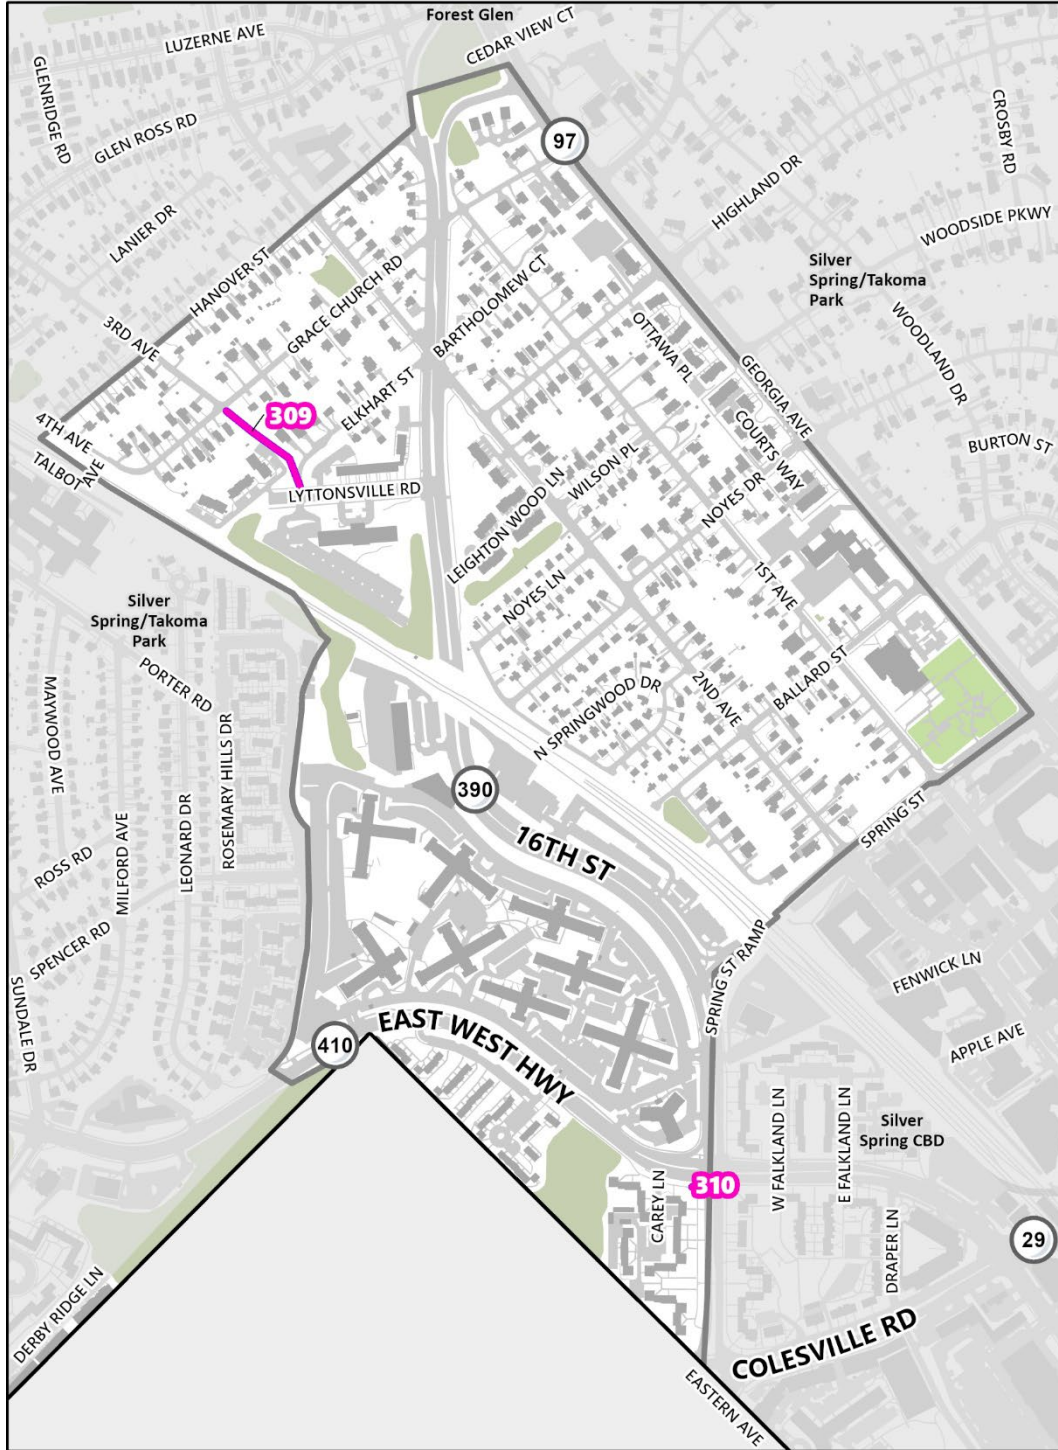 Forest Glen
LUZERNE AVE
CEDAR VIEW CT
GLENRIDGE RD
GLEN ROSS RD
97
CROSBY RD
HIGHLAND DR
LANIER DR
WOODSIDE PKWY
HANOVER ST
GRACE CHURCH RD
BARTHOLOMEW CT
Silver
Spring/Takoma
Park
3RD AVE
OTTAWA PL
WOODLAND DR
GEORGIA AVE
ELKHART ST
309
4TH AVE
TALBOT
AVE
COURTS WAY
BURTON ST
LYTTONSVILLE RD
WILSON PL
LEIGHTON WOOD LN
NOYES DR
1ST AVE
NOYES LN
Silver
Spring/Takoma
Park
PORTER RD
MAYWOOD AVE
ROSEMARY HILLS DR
N SPRINGWOOD DR
2ND AVE
BALLARD ST
390
16TH ST
SPRING ST
ROSS RD
MILFORD AVE
LEONARD DR
SPENCER RD
SPRING ST RAMP
FENWICK LN
SUNDALE DR
410
EAST WEST HWY
APPLE AVE
W FALKLAND LN
E FALKLAND LN
Silver
Spring CBD
310
CAREY LN
DRAPER LN
29
DERBY RIDGE LN
COLESVILLE RD
EASTERN AVE